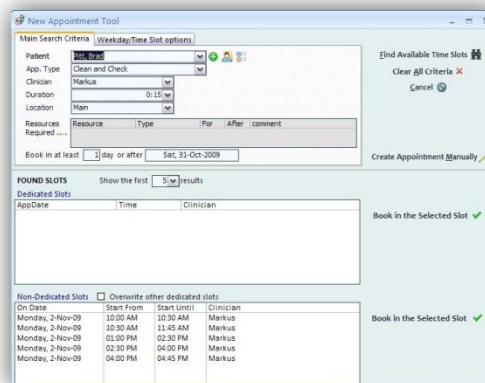 New Appointment Tool
Main Search Criteria Weekday/Time Slot options
Patient Pitt, Brad
App. Type Clean and Check
Clinician Markus
Duration 0:15
Location Main
Resources Required .... Resource Type For After comment
Book in at least 1 day or after Sat, 31-Oct-2009
Find Available Time Slots
Clear All Criteria
Cancel
Create Appointment Manually
FOUND SLOTS Show the first 5 results
Dedicated Slots
AppDate Time Clinician
Book in the Selected Slot
Non-Dedicated Slots Overwrite other dedicated slots
On Date Start From Start Until Clinician
Monday, 2-Nov-09 10:00 AM 10:30 AM Markus
Monday, 2-Nov-09 10:30 AM 11:45 AM Markus
Monday, 2-Nov-09 01:00 PM 02:30 PM Markus
Monday, 2-Nov-09 02:30 PM 04:00 PM Markus
Monday, 2-Nov-09 04:00 PM 04:45 PM Markus
Book in the Selected Slot